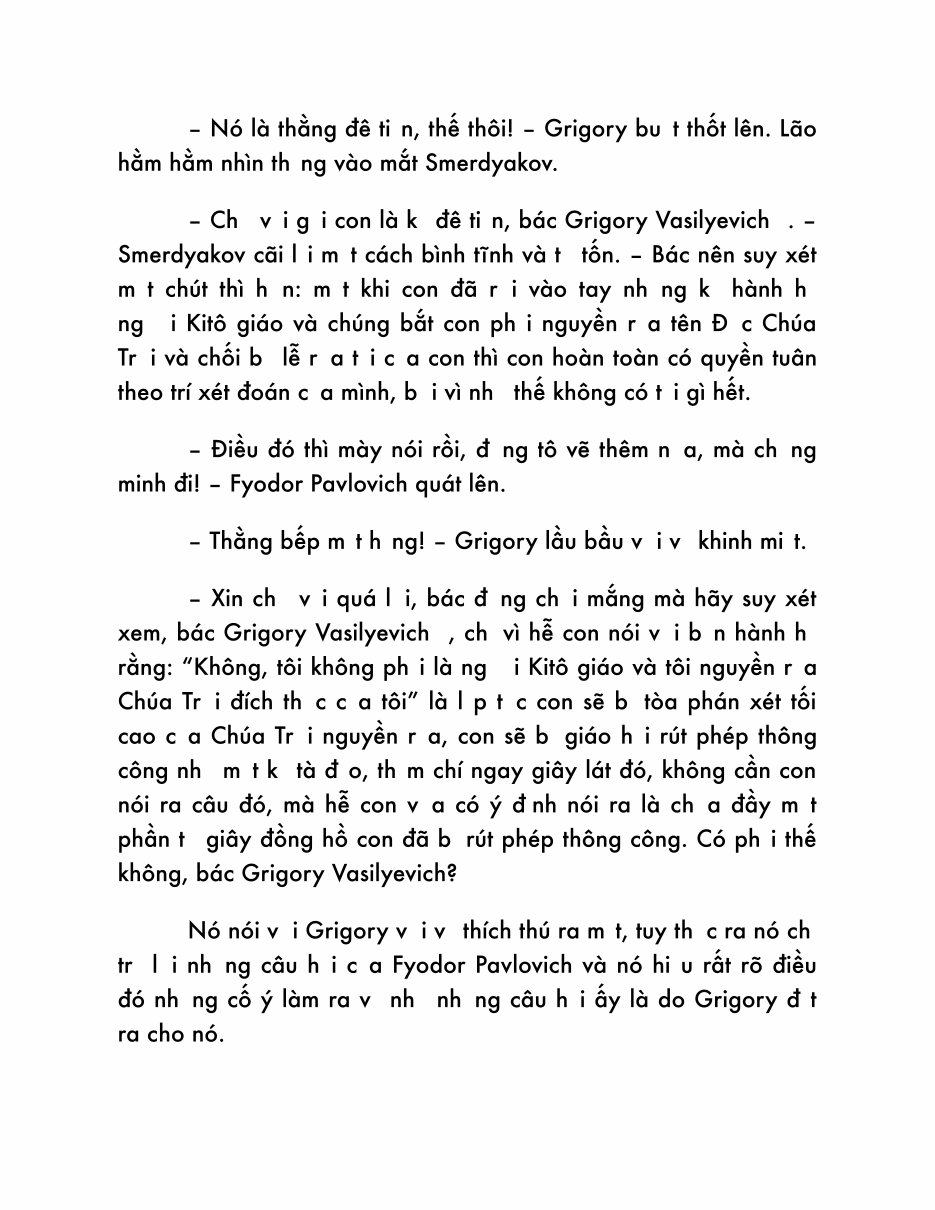 – Nó là thằng đê ti n, thế thôi! – Grigory bu t thốt lên. Lão
hằm hằm nhìn th ng vào mắt Smerdyakov.
– Ch v i g i con là k đê ti n, bác Grigory Vasilyevich . –
Smerdyakov cãi l i m t cách bình tĩnh và t tốn. – Bác nên suy xét
m t chút thì h n: m t khi con đã r i vào tay nh ng k hành h
ng i Kitô giáo và chúng bắt con ph i nguyền r a tên Đ c Chúa
Tr i và chối b lễ r a t i c a con thì con hoàn toàn có quyền tuân
theo trí xét đoán c a mình, b i vì nh thế không có t i gì hết.
– Điều đó thì mày nói rồi, đ ng tô vẽ thêm n a, mà ch ng
minh đi! – Fyodor Pavlovich quát lên.
– Thằng bếp m t h ng! – Grigory lầu bầu v i v khinh mi t.
– Xin ch v i quá l i, bác đ ng ch i mắng mà hãy suy xét
xem, bác Grigory Vasilyevich , ch vì hễ con nói v i b n hành h
rằng: “Không, tôi không ph i là ng i Kitô giáo và tôi nguyền r a
Chúa Tr i đích th c c a tôi” là l p t c con sẽ b tòa phán xét tối
cao c a Chúa Tr i nguyền r a, con sẽ b giáo h i rút phép thông
công nh m t k tà đ o, th m chí ngay giây lát đó, không cần con
nói ra câu đó, mà hễ con v a có ý đ nh nói ra là ch a đầy m t
phần t giây đồng hồ con đã b rút phép thông công. Có ph i thế
không, bác Grigory Vasilyevich?
Nó nói v i Grigory v i v thích thú ra m t, tuy th c ra nó ch
tr l i nh ng câu h i c a Fyodor Pavlovich và nó hi u rất rõ điều
đó nh ng cố ý làm ra v nh nh ng câu h i ấy là do Grigory đ t
ra cho nó.